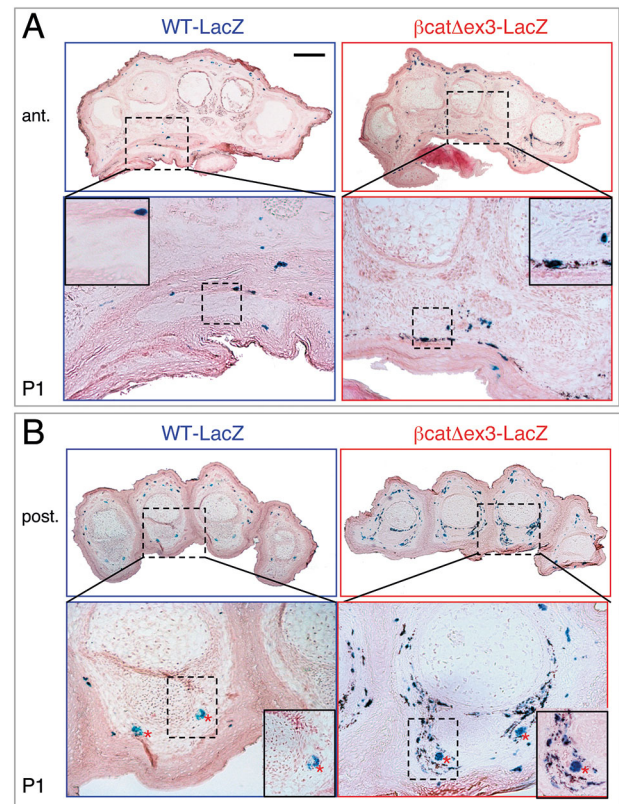 A
WT-LacZ
βcatΔex3-LacZ
ant.
P1
B
WT-LacZ
βcatΔex3-LacZ
post.
*
*
*
*
*
*
P1